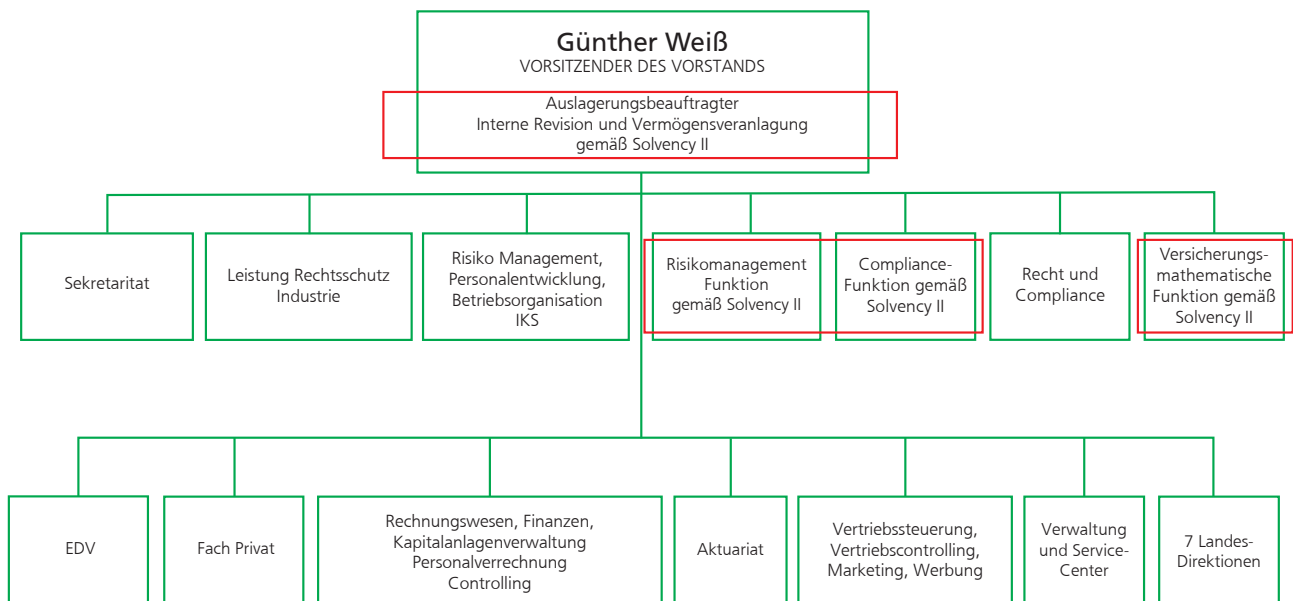 Günther Weiß
VORSITZENDER DES VORSTANDS
Auslagerungsbeauftragter
Interne Revision und Vermögensveranlagung
gemäß Solvency II
Sekretaritat
Leistung Rechtsschutz
Industrie
Risiko Management,
Personalentwicklung,
Betriebsorganisation
IKS
Risikomanagement
Funktion
gemäß Solvency II
Compliance-
Funktion gemäß
Solvency II
Recht und
Compliance
Versicherungs-
mathematische
Funktion gemäß
Solvency II
EDV
Fach Privat
Rechnungswesen, Finanzen,
Kapitalanlagenverwaltung
Personalverrechnung
Controlling
Aktuariat
Vertriebssteuerung,
Vertriebscontrolling,
Marketing, Werbung
Verwaltung
und Service-
Center
7 Landes-
Direktionen